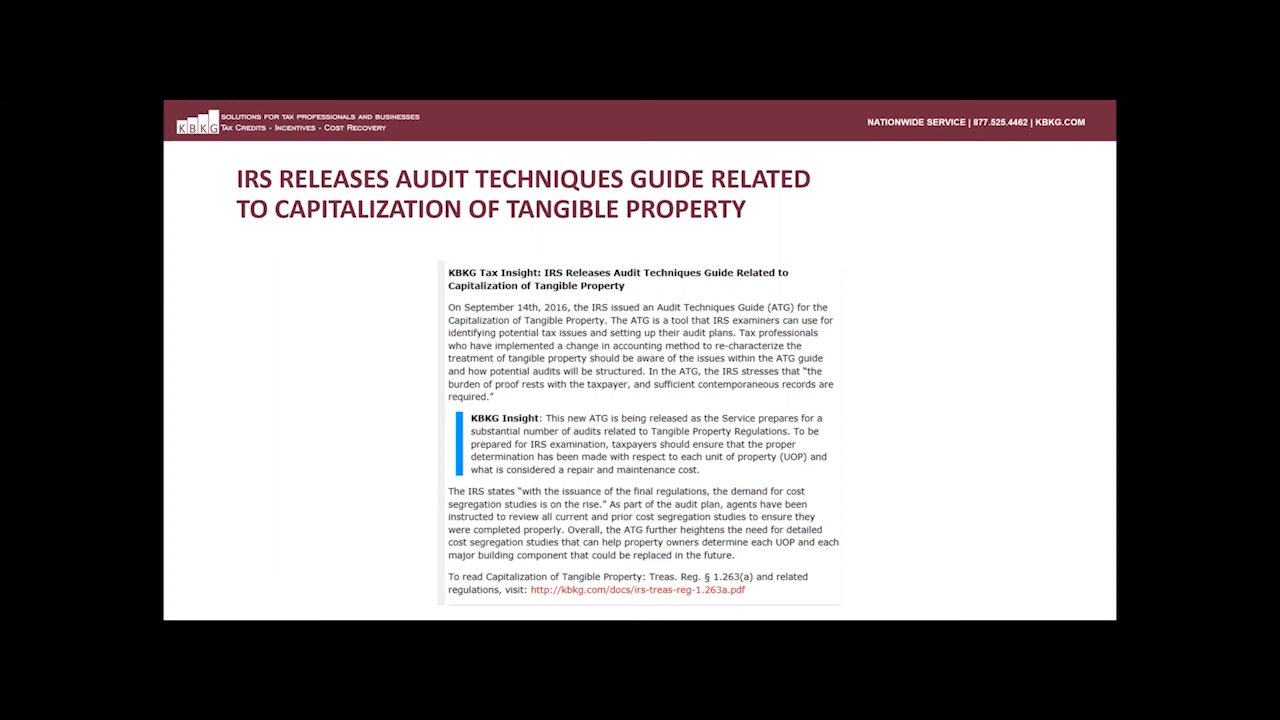 KBKG
SOLUTIONS FOR TAX PROFESSIONALS AND BUSINESSES
TAX CREDITS • INCENTIVES • COST RECOVERY
NATIONWIDE SERVICE | 877.525.4462 | KBKG.COM
IRS RELEASES AUDIT TECHNIQUES GUIDE RELATED
TO CAPITALIZATION OF TANGIBLE PROPERTY
KBKG Tax Insight: IRS Releases Audit Techniques Guide Related to
Capitalization of Tangible Property
On September 14th, 2016, the IRS issued an Audit Techniques Guide (ATG) for the
Capitalization of Tangible Property. The ATG is a tool that IRS examiners can use for
identifying potential tax issues and setting up their audit plans. Tax professionals
who have implemented a change in accounting method to re-characterize the
treatment of tangible property should be aware of the issues within the ATG guide
and how potential audits will be structured. In the ATG, the IRS stresses that “the
burden of proof rests with the taxpayer, and sufficient contemporaneous records are
required.”
KBKG Insight: This new ATG is being released as the Service prepares for a
substantial number of audits related to Tangible Property Regulations. To be
prepared for IRS examination, taxpayers should ensure that the proper
determination has been made with respect to each unit of property (UOP) and
what is considered a repair and maintenance cost.
The IRS states “with the issuance of the final regulations, the demand for cost
segregation studies is on the rise.” As part of the audit plan, agents have been
instructed to review all current and prior cost segregation studies to ensure they
were completed properly. Overall, the ATG further heightens the need for detailed
cost segregation studies that can help property owners determine each UOP and each
major building component that could be replaced in the future.
To read Capitalization of Tangible Property: Treas. Reg. § 1.263(a) and related
regulations, visit: http://kbkg.com/docs/irs-treas-reg-1.263a.pdf